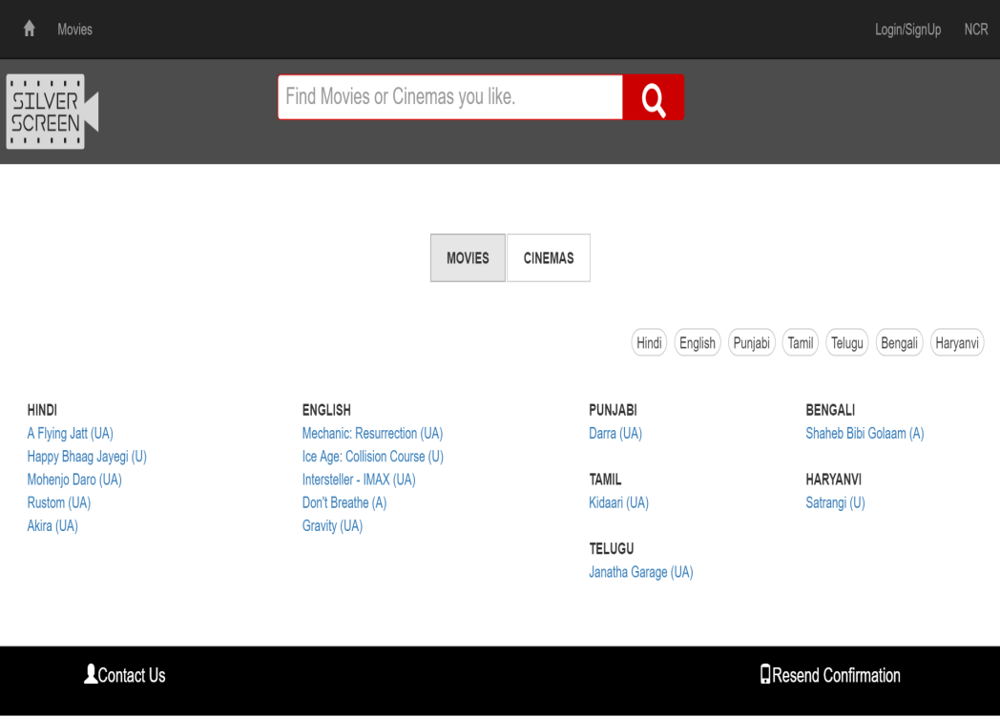 Movies
Login/SignUp
NCR
SILVER
SCREEN
Find Movies or Cinemas you like.
MOVIES
CINEMAS
Hindi
English
Punjabi
Tamil
Telugu
Bengali
Haryanvi
HINDI
A Flying Jatt (UA)
Happy Bhaag Jayegi (U)
Mohenjo Daro (UA)
Rustom (UA)
Akira (UA)
ENGLISH
Mechanic: Resurrection (UA)
Ice Age: Collision Course (U)
Intersteller - IMAX (UA)
Don't Breathe (A)
Gravity (UA)
PUNJABI
Darra (UA)
TAMIL
Kidaari (UA)
TELUGU
Janatha Garage (UA)
BENGALI
Shaheb Bibi Golaam (A)
HARYANVI
Satrangi (U)
Contact Us
Resend Confirmation